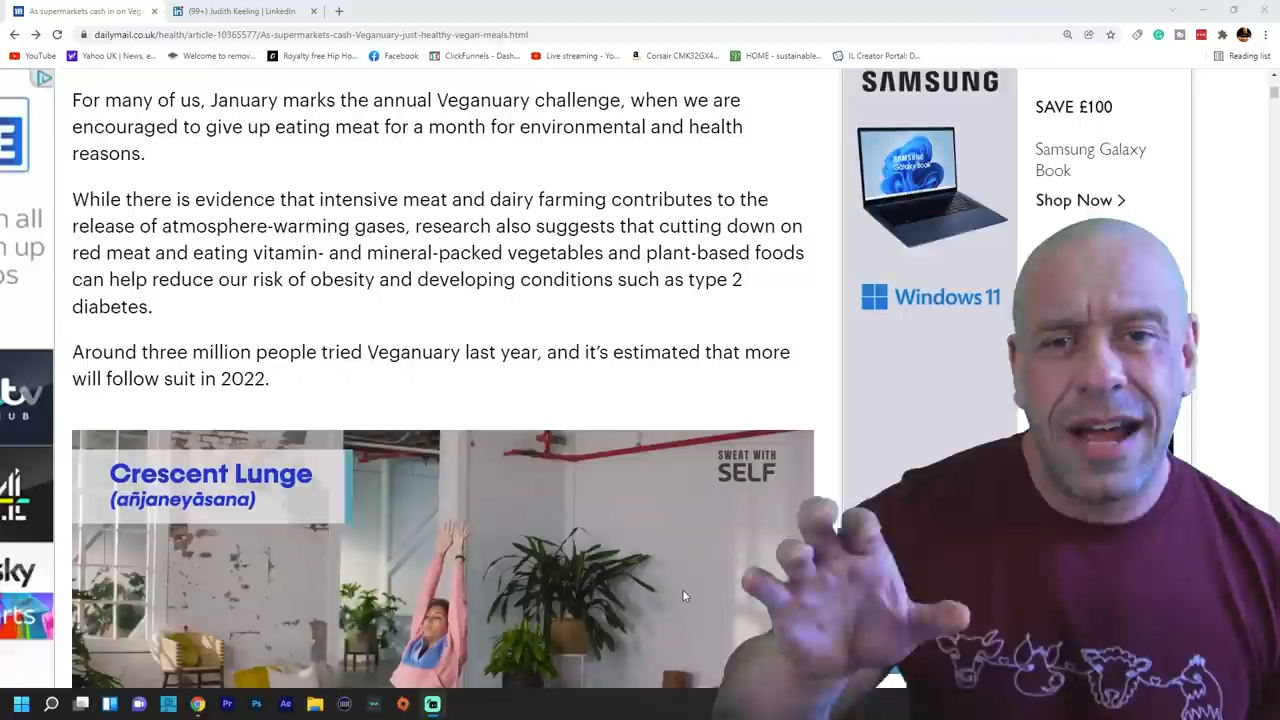 As supermarkets cash in on Veg
(99+) Judith Keeling | LinkedIn
dailymail.co.uk/health/article-10365577/As-supermarkets-cash-Veganuary-just-healthy-vegan-meals.html
YouTube
Yahoo UK | News, e...
Welcome to remov...
Royalty free Hip Ho...
Facebook
ClickFunnels - Dash...
Live streaming - Yo...
Corsair CMK32GX4...
HOME - sustainable...
IL Creator Portal: D...
Reading list
For many of us, January marks the annual Veganuary challenge, when we are
encouraged to give up eating meat for a month for environmental and health
reasons.
While there is evidence that intensive meat and dairy farming contributes to the
release of atmosphere-warming gases, research also suggests that cutting down on
red meat and eating vitamin- and mineral-packed vegetables and plant-based foods
can help reduce our risk of obesity and developing conditions such as type 2
diabetes.
Around three million people tried Veganuary last year, and it's estimated that more
will follow suit in 2022.
Crescent Lunge
(añjaneyāsana)
SWEAT WITH
SELF
SAMSUNG
SAVE £100
Samsung Galaxy
Book
Shop Now >
Windows 11
E
n all
n up
os
tv
UB
4
sky
arts